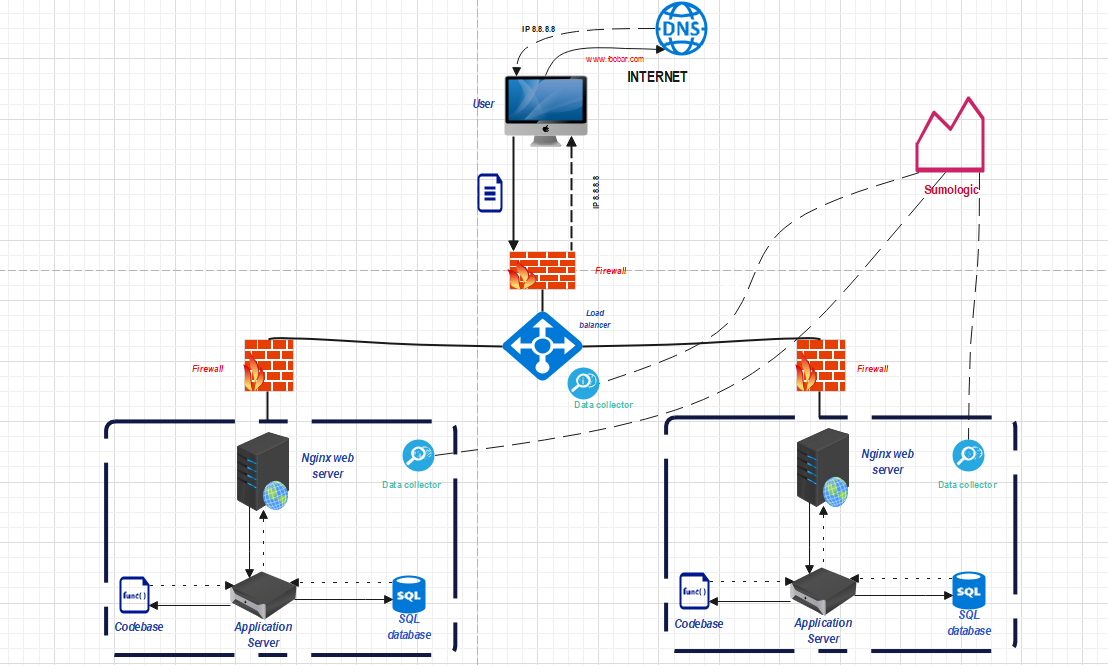 DNS
IP 8.8.8.8
www.foobar.com
INTERNET
User
IP 8.8.8.8
Sumologic
Firewall
Load
balancer
Firewall
Firewall
Data collector
Nginx web
server
Data collector
Nginx web
server
Data collector
func()
SQL
Codebase
Application
Server
SQL
database
func()
SQL
Codebase
Application
Server
SQL
database